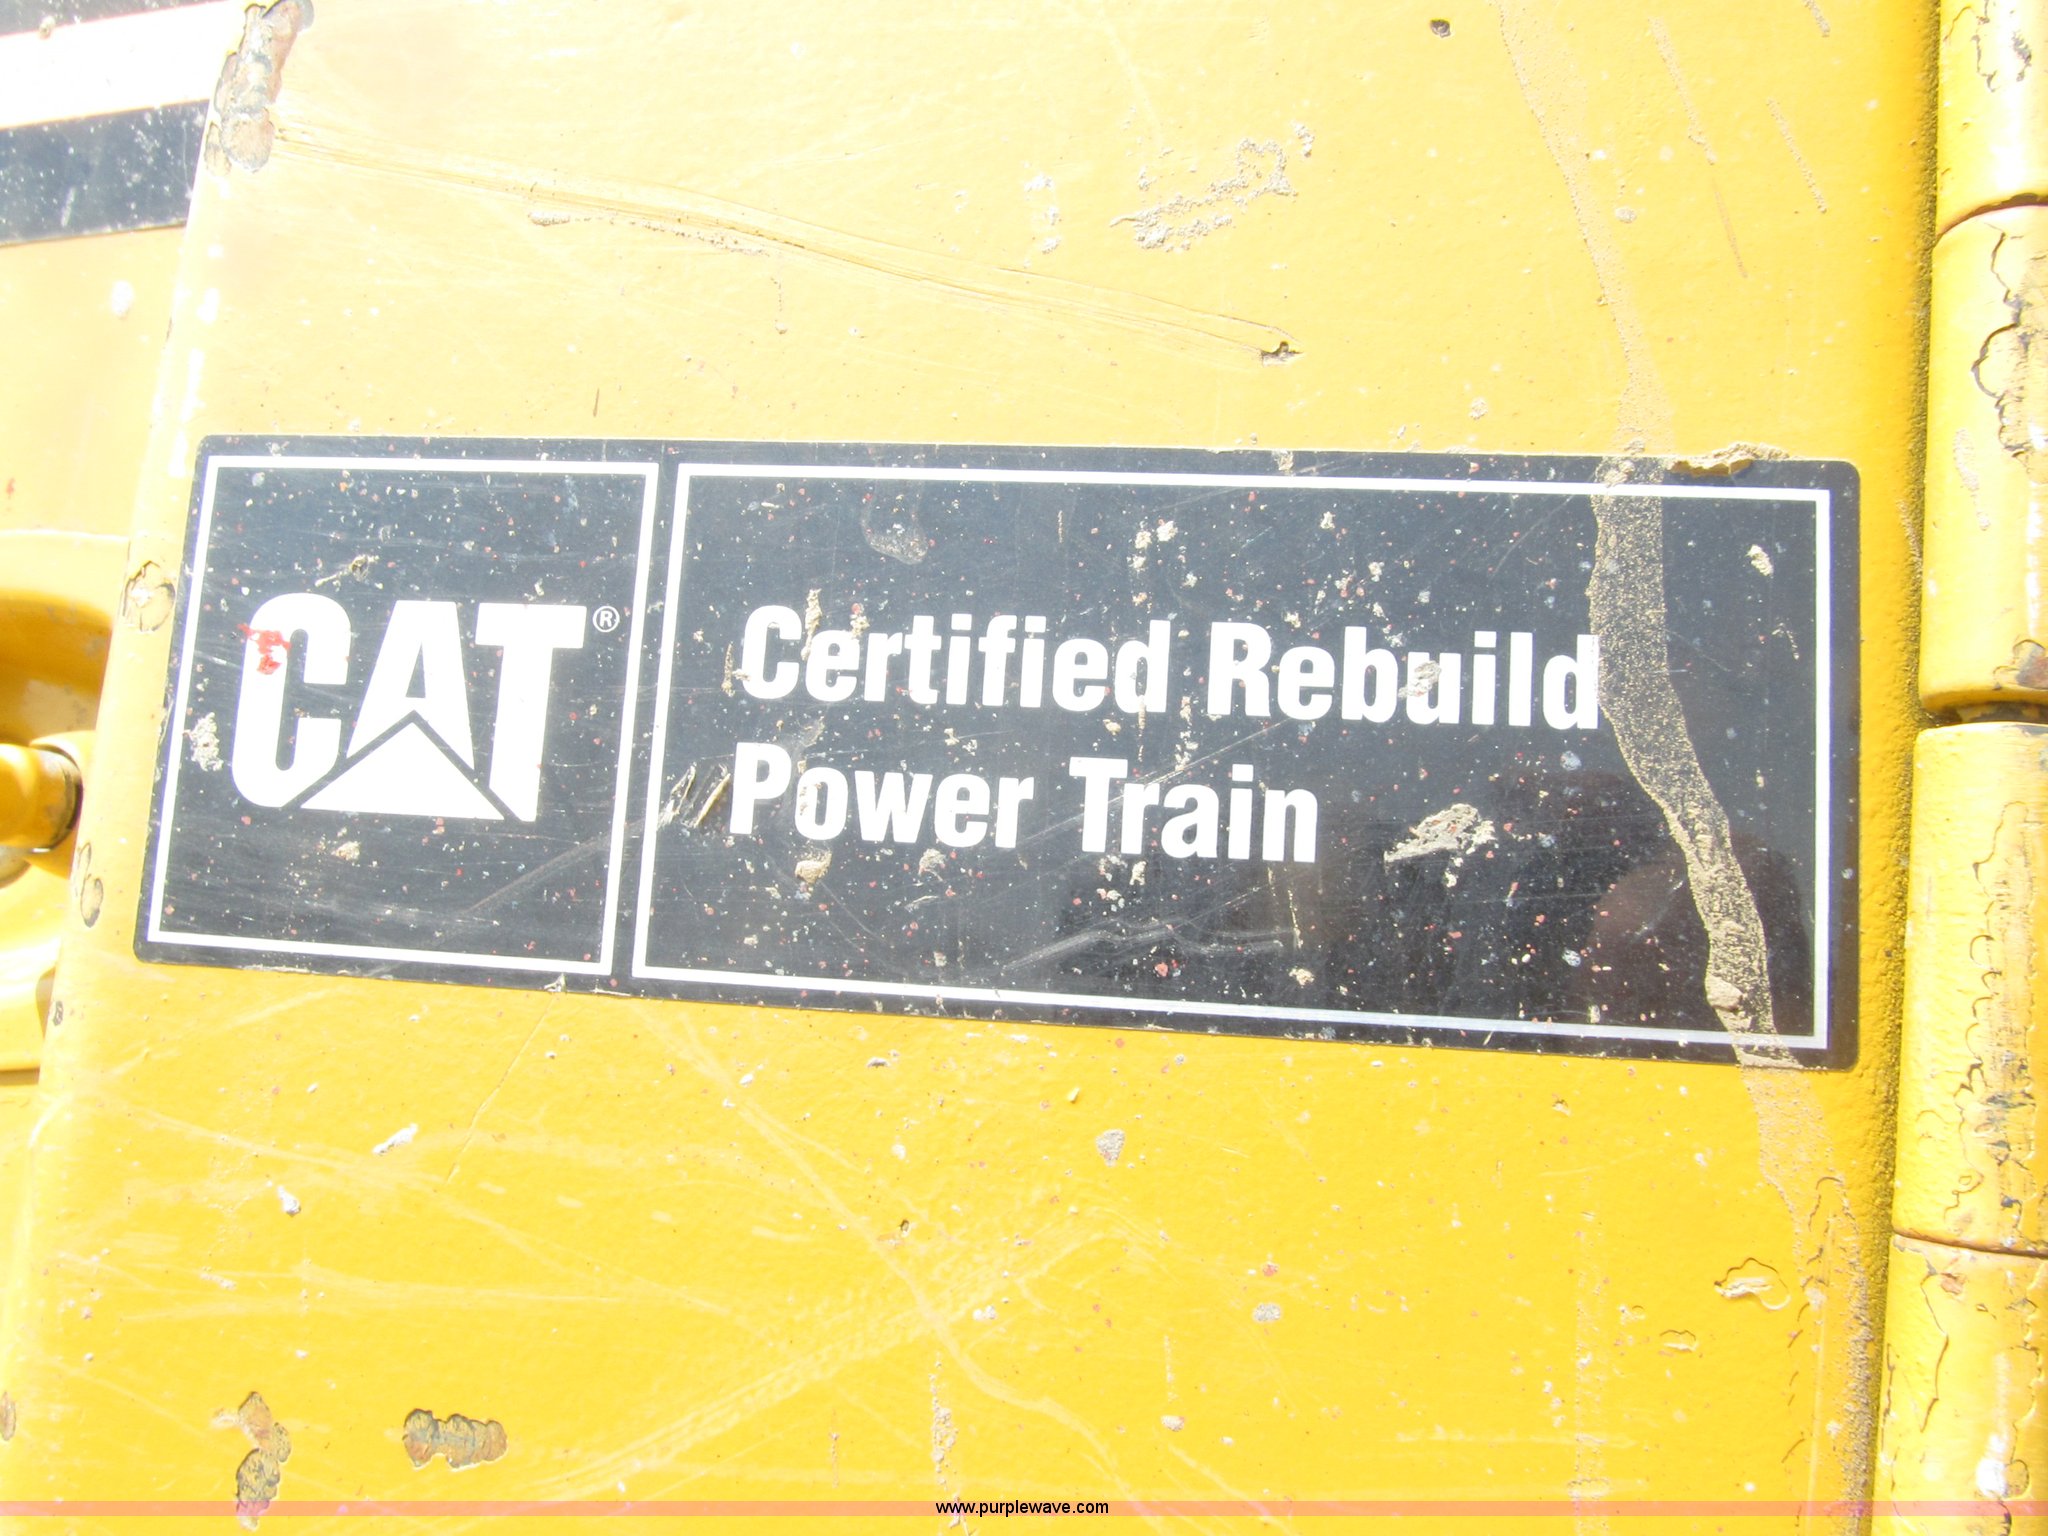 CAT®
Certified Rebuild
Power Train
www.purplewave.com